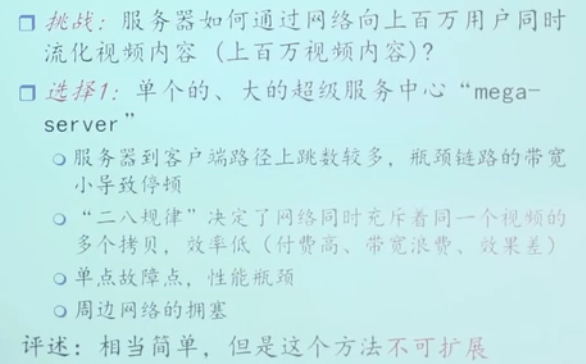 挑战：服务器如何通过网络向上百万用户同时
流化视频内容 (上百万视频内容)?
选择1：单个的、大的超级服务中心“mega-
server”
服务器到客户端路径上跳数较多，瓶颈链路的带宽
小导致停顿
“二八规律”决定了网络同时充斥着同一个视频的
多个拷贝，效率低（付费高、带宽浪费、效果差）
单点故障点，性能瓶颈
周边网络的拥塞
评述：相当简单，但是这个方法不可扩展